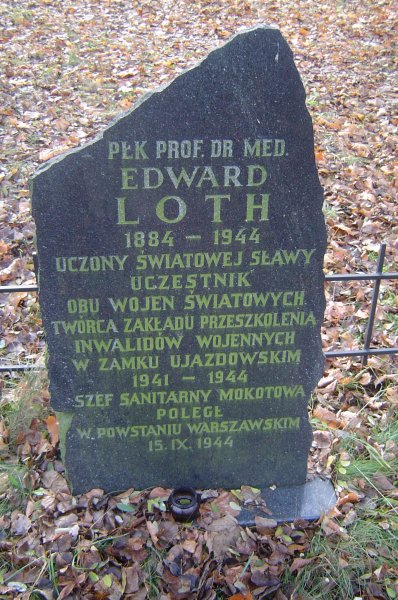 PŁK PROF. DR MED.
EDWARD
LOTH
1884 – 1944
UCZONY ŚWIATOWEJ SŁAWY
UCZESTNIK
OBU WOJEN ŚWIATOWYCH
TWÓRCA ZAKŁADU PRZESZKOLENIA
INWALIDÓW WOJENNYCH
W ZAMKU UJAZDOWSKIM
1941 – 1944
SZEF SANITARNY MOKOTOWA
POLEGŁ
W POWSTANIU WARSZAWSKIM
15.IX.1944